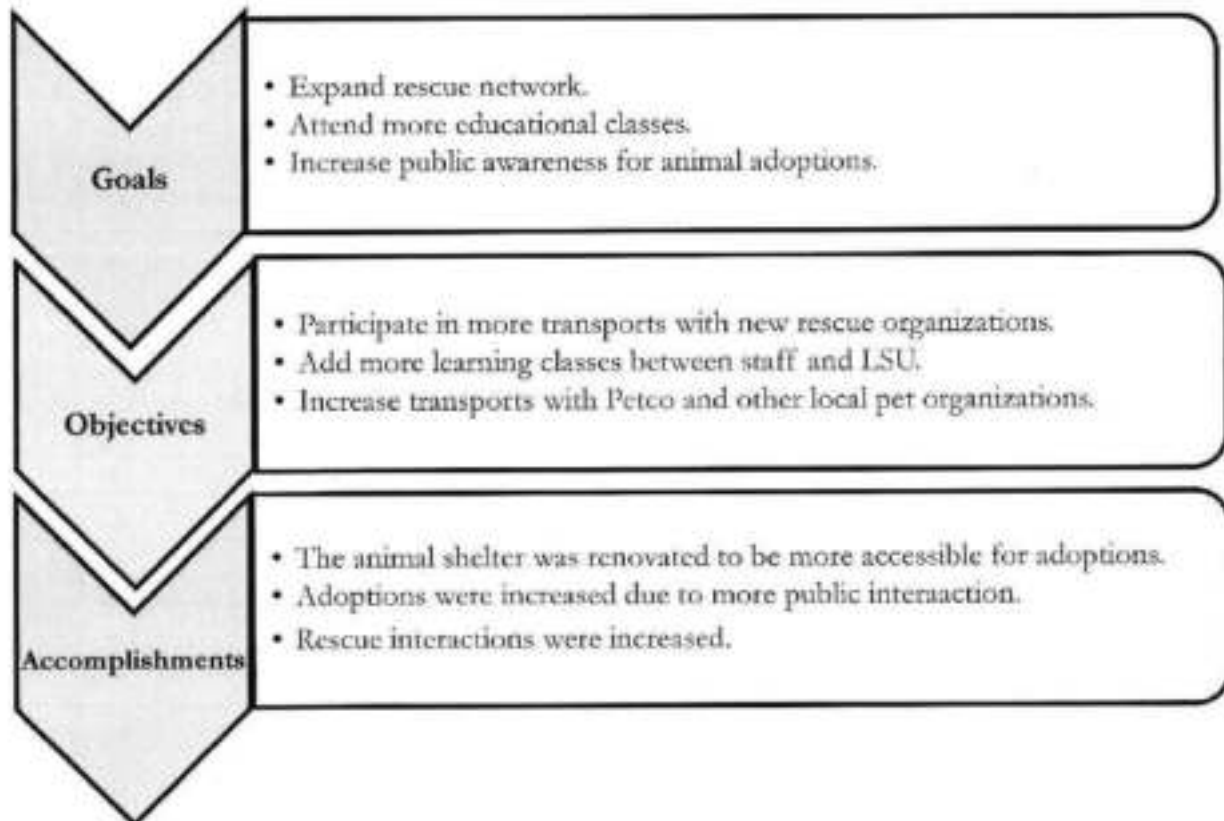 Goals
• Expand rescue network.
• Attend more educational classes.
• Increase public awareness for animal adoptions.
Objectives
• Participate in more transports with new rescue organizations.
• Add more learning classes between staff and LSU.
• Increase transports with Petco and other local pet organizations.
Accomplishments
• The animal shelter was renovated to be more accessible for adoptions.
• Adoptions were increased due to more public interaaction.
• Rescue interactions were increased.